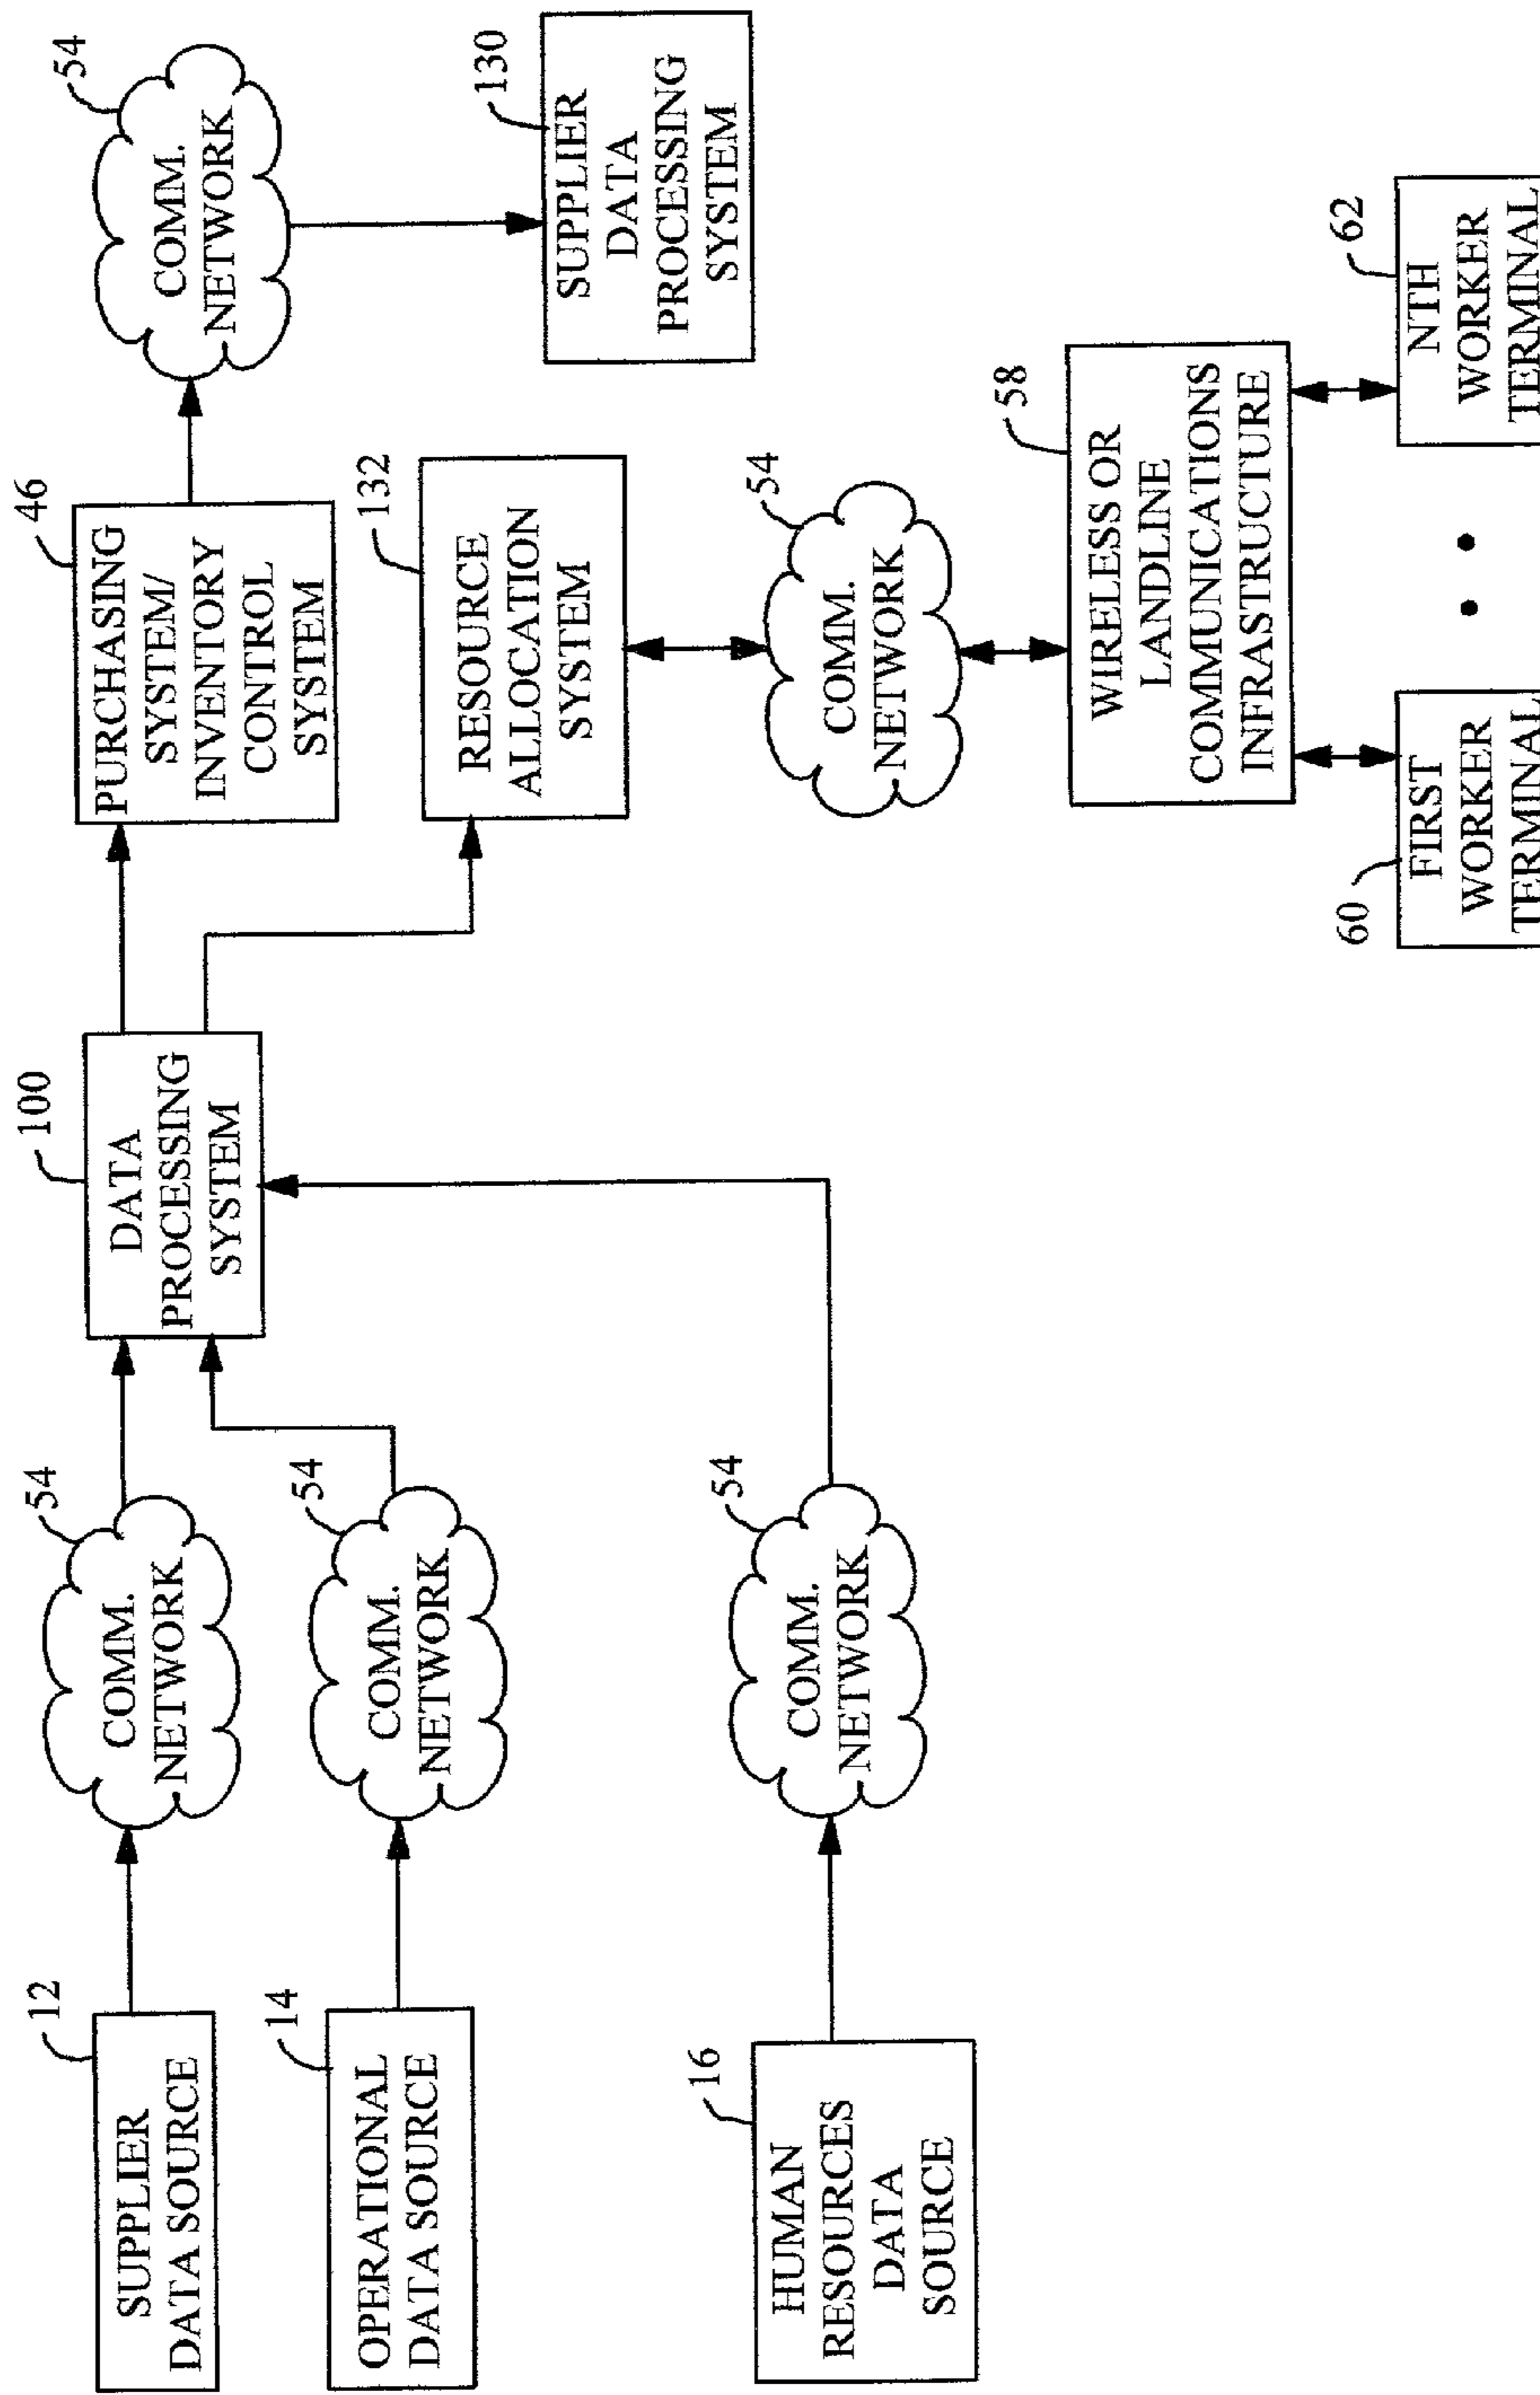 12
SUPPLIER
DATA SOURCE
54
COMM.
NETWORK
14
OPERATIONAL
DATA SOURCE
54
COMM.
NETWORK
16
HUMAN
RESOURCES
DATA
SOURCE
54
COMM.
NETWORK
100
DATA
PROCESSING
SYSTEM
46
PURCHASING
SYSTEM/
INVENTORY
CONTROL
SYSTEM
54
COMM.
NETWORK
130
SUPPLIER
DATA
PROCESSING
SYSTEM
132
RESOURCE
ALLOCATION
SYSTEM
54
COMM.
NETWORK
58
WIRELESS OR
LANDLINE
COMMUNICATIONS
INFRASTRUCTURE
60
FIRST
WORKER
TERMINAL
62
NTH
WORKER
TERMINAL